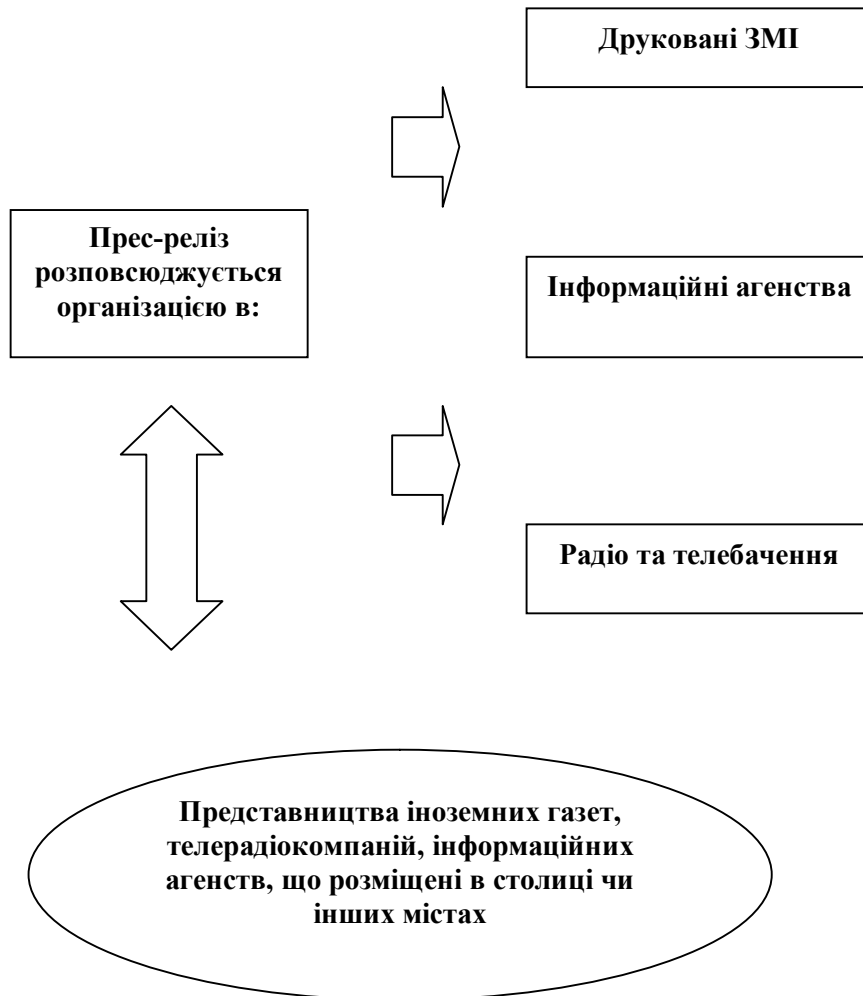 Друковані ЗМІ
Прес-реліз
розповсюджується
організацією в:
Інформаційні агенства
Радіо та телебачення
Представництва іноземних газет,
телерадіокомпаній, інформаційних
агенств, що розміщені в столиці чи
інших містах